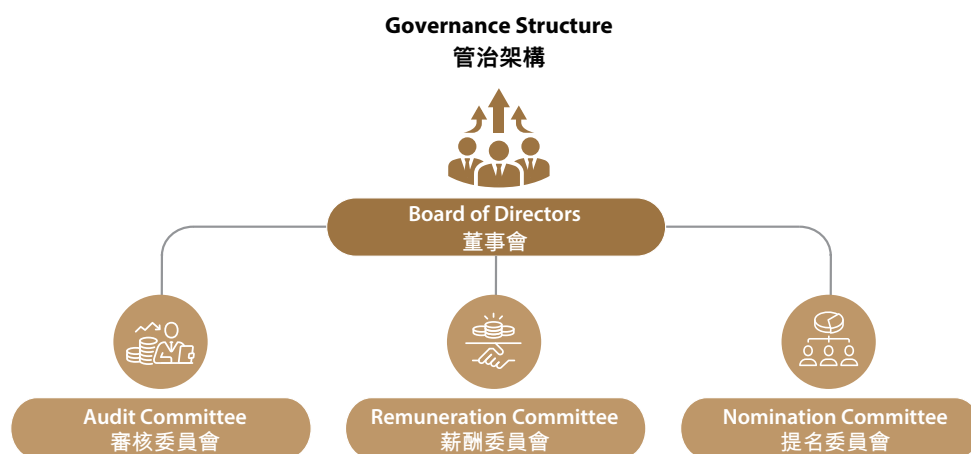 Governance Structure
管治架構
Board of Directors
董事會
Audit Committee
審核委員會
Remuneration Committee
薪酬委員會
Nomination Committee
提名委員會